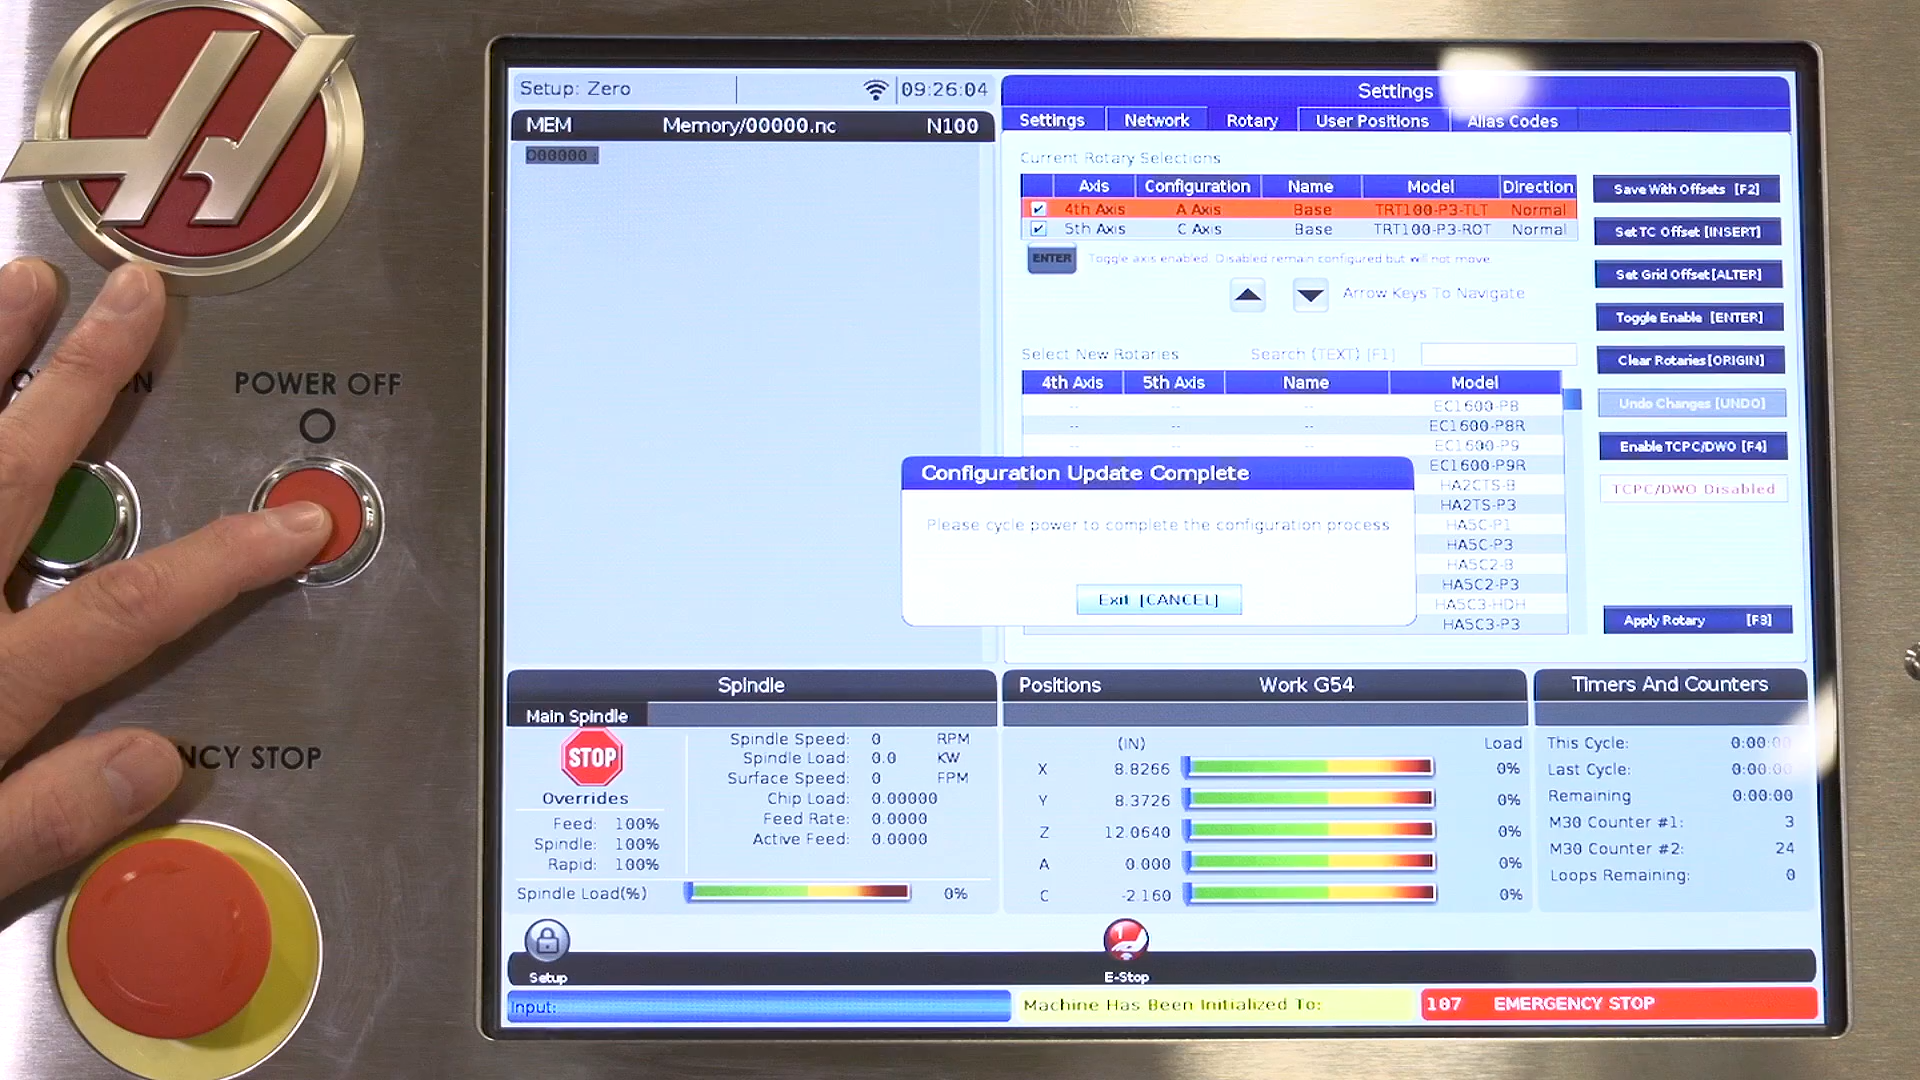 POWER OFF
NCY STOP
Setup: Zero
09:26:04
MEM Memory/O0000.nc N100
O00000 ;
Settings
Settings Network Rotary User Positions Alias Codes
Current Rotary Selections
Axis Configuration Name Model Direction
4th Axis A Axis Base TRT100-P3-TLT Normal
5th Axis C Axis Base TRT100-P3-ROT Normal
ENTER Toggle axis enabled. Disabled remain configured but will not move
Arrow Keys To Navigate
Select New Rotaries Search (TEXT) [F1]
4th Axis 5th Axis Name Model
-- -- -- EC1600-P8
-- -- -- EC1600-P8R
-- -- -- EC1600-P9
EC1600-P9R
HA2CTS-B
HA2TS-P3
HA5C-P1
HA5C-P3
HA5C2-B
HA5C2-P3
HA5C3-HDH
HA5C3-P3
Save With Offsets [F2]
Set TC Offset [INSERT]
Set Grid Offset [ALTER]
Toggle Enable [ENTER]
Clear Rotaries [ORIGIN]
Undo Changes [UNDO]
Enable TCPC/DWO [F4]
TCPC/DWO Disabled
Apply Rotary [F3]
Configuration Update Complete
Please cycle power to complete the configuration process
Exit [CANCEL]
Spindle
Main Spindle
STOP
Overrides
Feed: 100%
Spindle: 100%
Rapid: 100%
Spindle Speed: 0 RPM
Spindle Load: 0.0 KW
Surface Speed: 0 FPM
Chip Load: 0.00000
Feed Rate: 0.0000
Active Feed: 0.0000
Spindle Load(%) 0%
Positions Work G54
(IN) Load
X 8.8266 0%
Y 8.3726 0%
Z 12.0640 0%
A 0.000 0%
C -2.160 0%
Timers And Counters
This Cycle: 0:00:00
Last Cycle: 0:00:00
Remaining 0:00:00
M30 Counter #1: 3
M30 Counter #2: 24
Loops Remaining: 0
Setup
E-Stop
Input:
Machine Has Been Initialized To:
107 EMERGENCY STOP